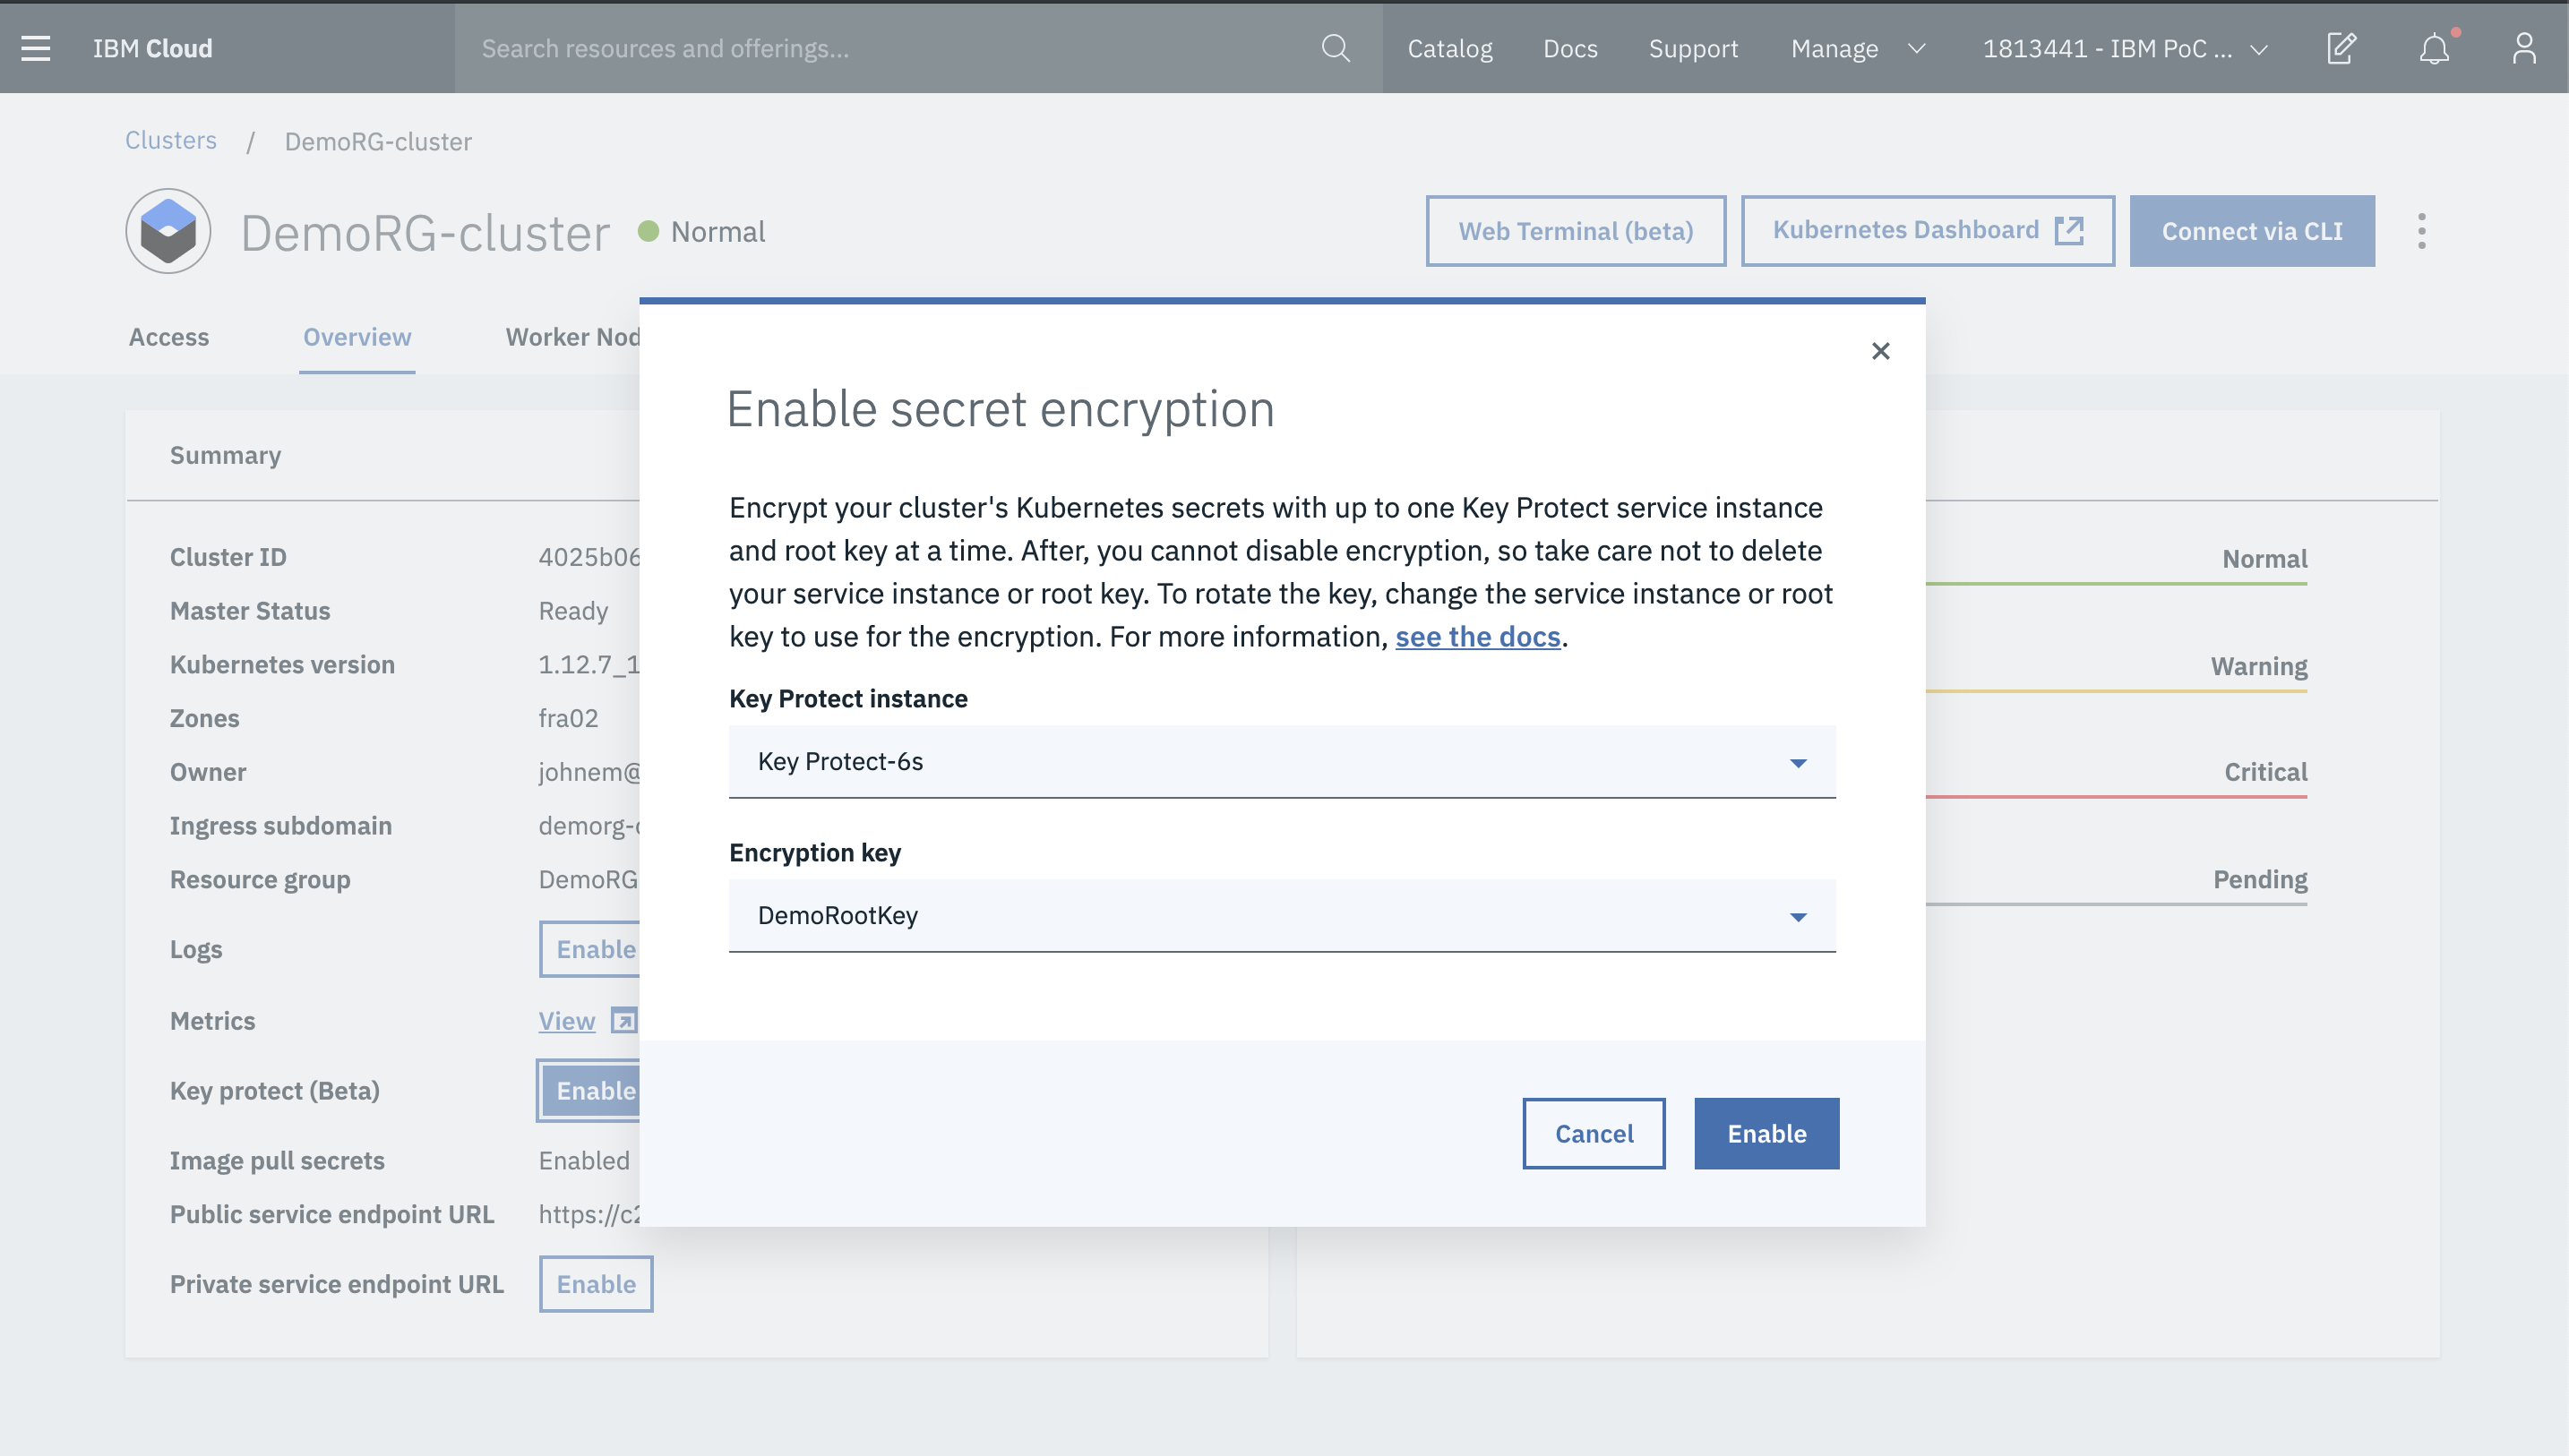 IBM Cloud
Search resources and offerings...
Catalog
Docs
Support
Manage
1813441 - IBM PoC ...
Clusters / DemoRG-cluster
DemoRG-cluster
Normal
Web Terminal (beta)
Kubernetes Dashboard
Connect via CLI
Access
Overview
Worker Nod
Summary
Cluster ID 4025b06
Master Status Ready
Kubernetes version 1.12.7_1
Zones fra02
Owner johnem@
Ingress subdomain demorg-
Resource group DemoRG
Logs Enable
Metrics View
Key protect (Beta) Enable
Image pull secrets Enabled
Public service endpoint URL https://c2
Private service endpoint URL Enable
Enable secret encryption
Encrypt your cluster's Kubernetes secrets with up to one Key Protect service instance
and root key at a time. After, you cannot disable encryption, so take care not to delete
your service instance or root key. To rotate the key, change the service instance or root
key to use for the encryption. For more information, see the docs.
Key Protect instance
Key Protect-6s
Encryption key
DemoRootKey
Cancel
Enable
Normal
Warning
Critical
Pending